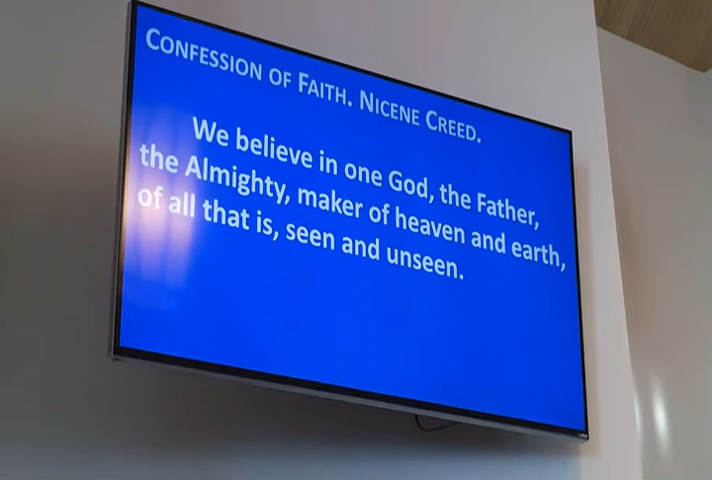 CONFESSION OF FAITH. NICENE CREED.
We believe in one God, the Father,
the Almighty, maker of heaven and earth,
of all that is, seen and unseen.